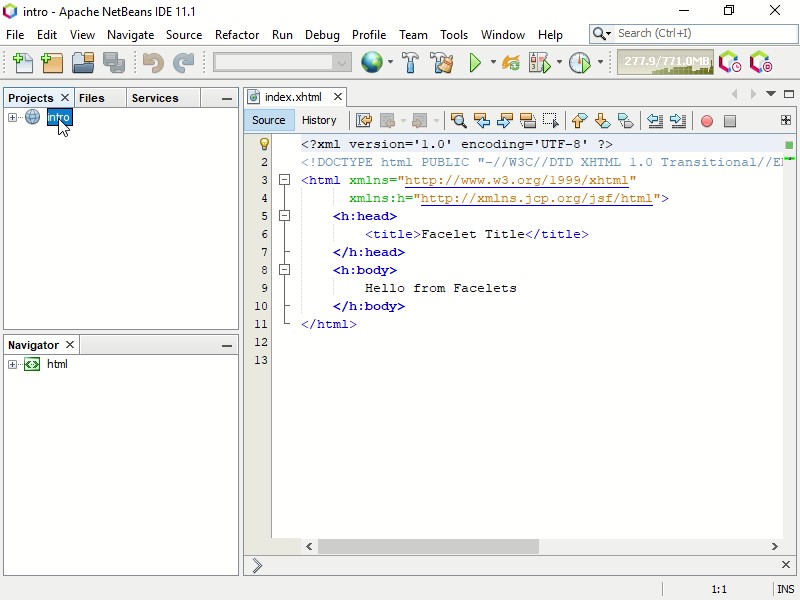 intro - Apache NetBeans IDE 11.1
File Edit View Navigate Source Refactor Run Debug Profile Team Tools Window Help
Search (Ctrl+I)
277.9/771.0MB
Projects Files Services
intro
index.xhtml
Source History
1 <?xml version='1.0' encoding='UTF-8' ?>
2 <!DOCTYPE html PUBLIC "-//W3C//DTD XHTML 1.0 Transitional//E
3 <html xmlns="http://www.w3.org/1999/xhtml"
4 xmlns:h="http://xmlns.jcp.org/jsf/html">
5 <h:head>
6 <title>Facelet Title</title>
7 </h:head>
8 <h:body>
9 Hello from Facelets
10 </h:body>
11 </html>
12
13
Navigator
html
1:1 INS